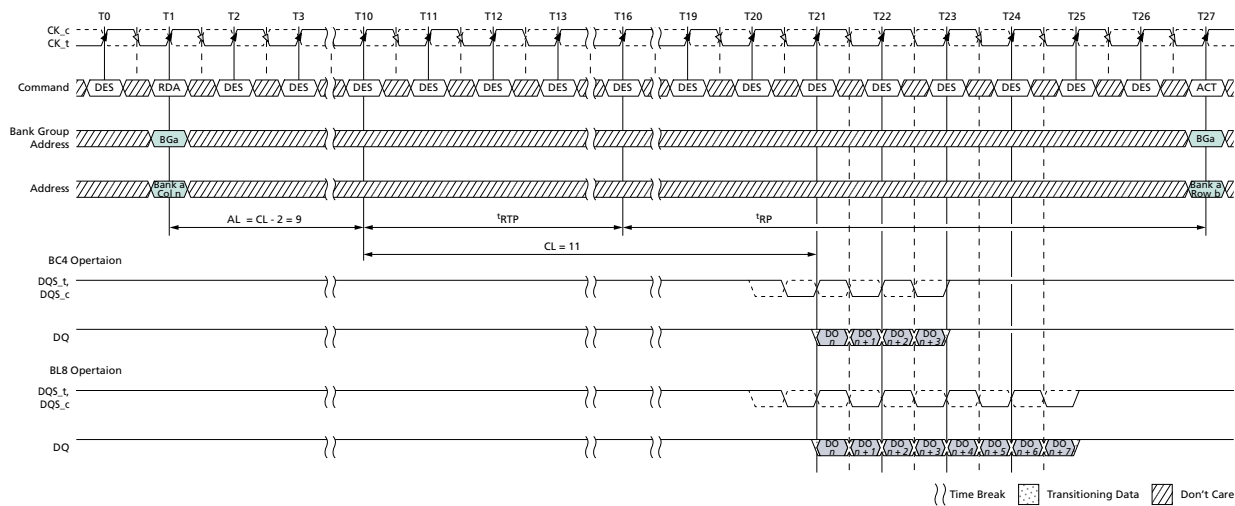 T0 T1 T2 T3 T10 T11 T12 T13 T16 T19 T20 T21 T22 T23 T24 T25 T26 T27
CK_c
CK_t
Command DES RDA DES DES DES DES DES DES DES DES DES DES DES DES DES DES DES ACT
Bank Group
Address BGa BGa
Address Bank a
Col n Bank a
Row b
AL = CL - 2 = 9 tRTP tRP
CL = 11
BC4 Opertaion
DQS_t,
DQS_c
DQ DO
n DO
n + 1 DO
n + 2 DO
n + 3
BL8 Opertaion
DQS_t,
DQS_c
DQ DO
n DO
n + 1 DO
n + 2 DO
n + 3 DO
n + 4 DO
n + 5 DO
n + 6 DO
n + 7
Time Break Transitioning Data Don't Care